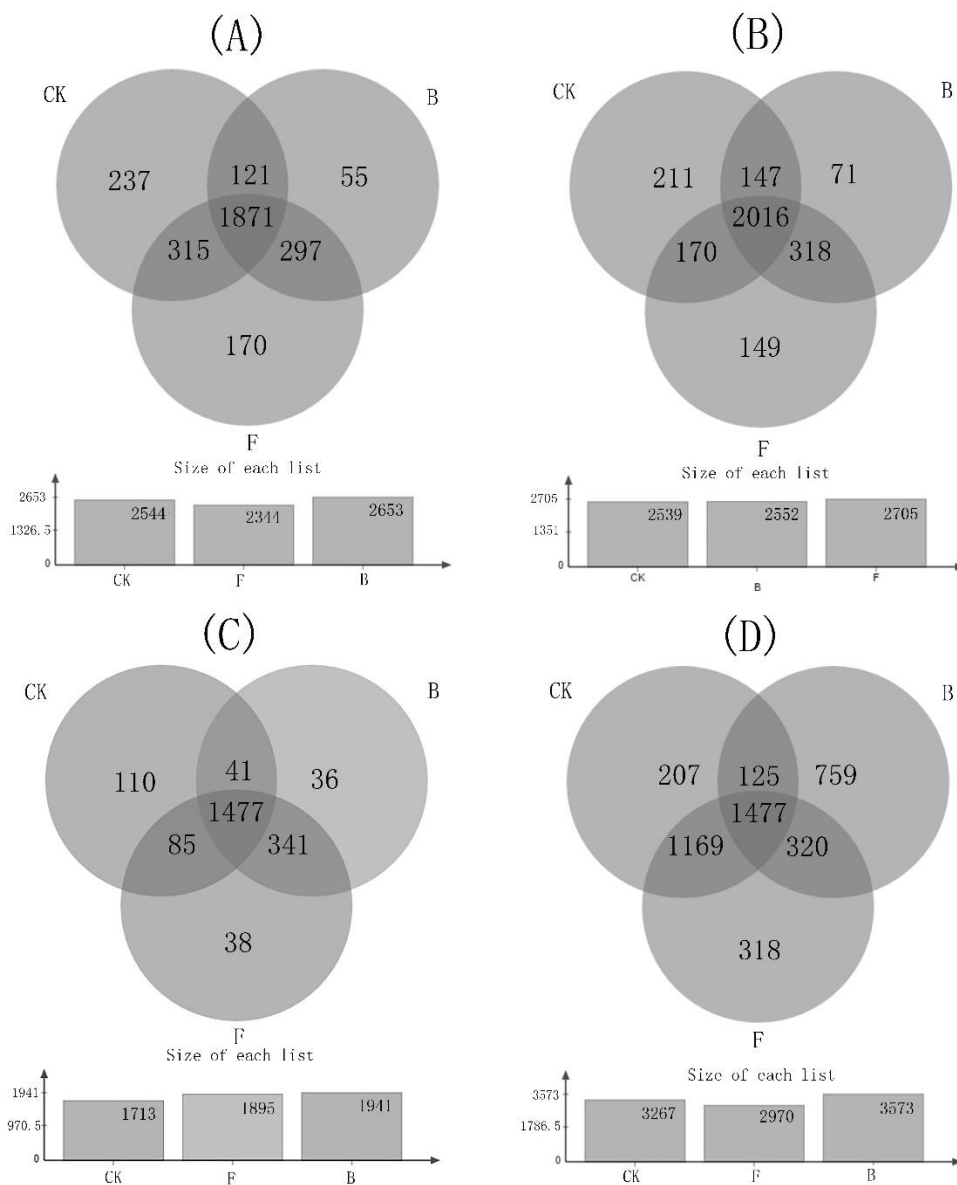 (A)
CK
B
237
121
55
1871
315
297
170
F
Size of each list
2653
1326.5
0
2544
2344
2653
CK
F
B
(B)
CK
B
211
147
71
2016
170
318
149
F
Size of each list
2705
1351
0
2539
2552
2705
CK
B
F
(C)
CK
B
110
41
36
1477
85
341
38
F
Size of each list
1941
970.5
0
1713
1895
1941
CK
F
B
(D)
CK
B
207
125
759
1477
1169
320
318
F
Size of each list
3573
1786.5
0
3267
2970
3573
CK
F
B